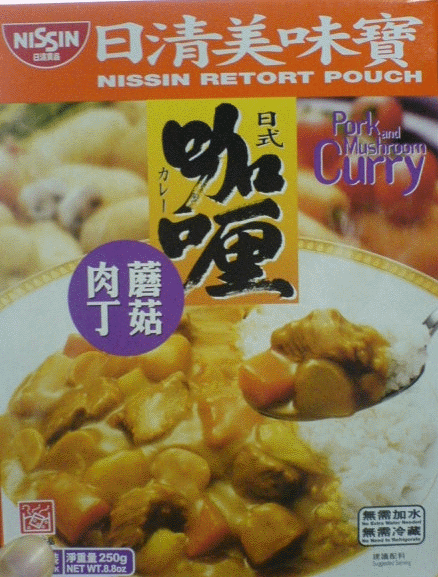 NISSIN
日清食品
日清美味寶
NISSIN RETORT POUCH
日式
咖喱
カレー
Pork and
Mushroom
Curry
蘑菇
肉丁
淨重量 250g
NET WT. 8.8oz
無需加水
No Extra Water Needed
無需冷藏
No Need to Refrigerate
建議配料
Suggested Serving